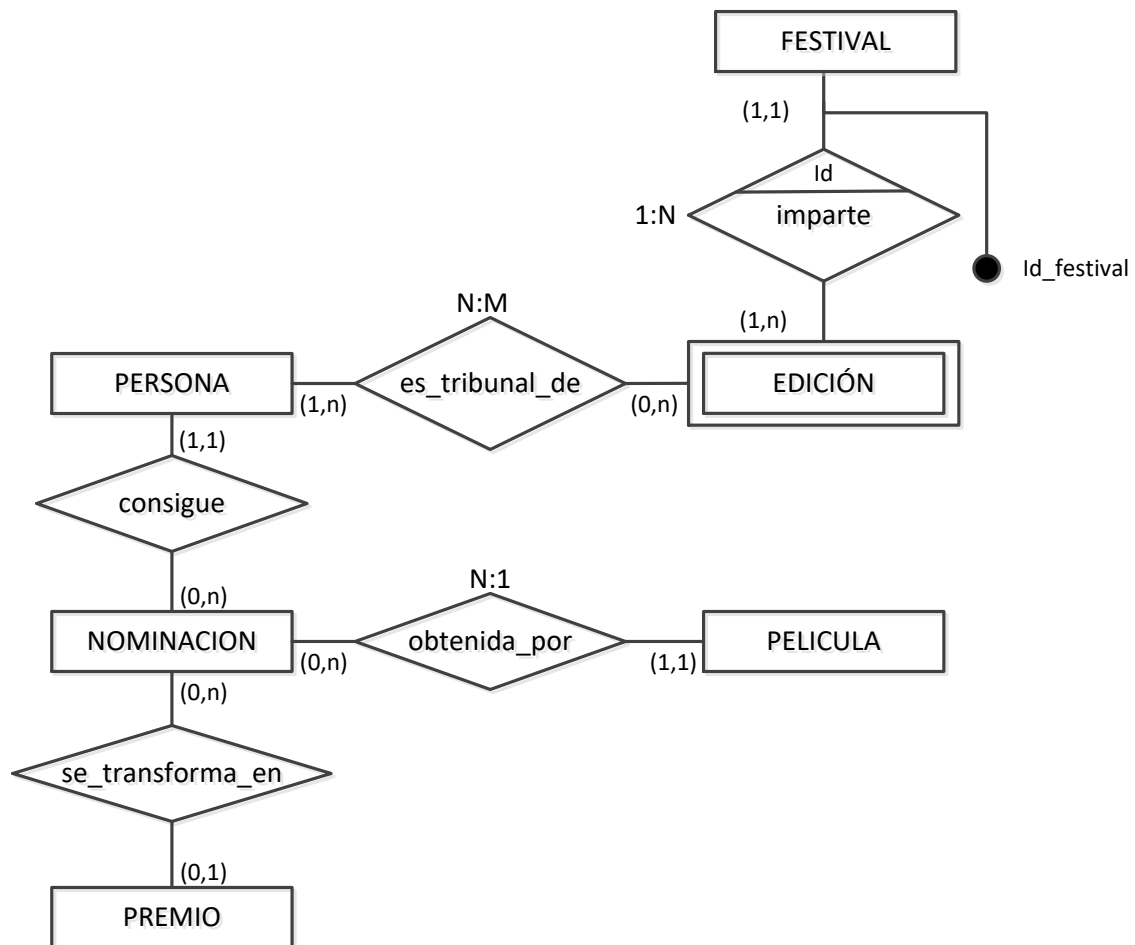 FESTIVAL
(1,1)
Id
1:N
imparte
Id_festival
(1,n)
N:M
PERSONA
es_tribunal_de
EDICIÓN
(1,n)
(0,n)
(1,1)
consigue
(0,n)
N:1
NOMINACION
obtenida_por
PELICULA
(0,n)
(1,1)
(0,n)
se_transforma_en
(0,1)
PREMIO